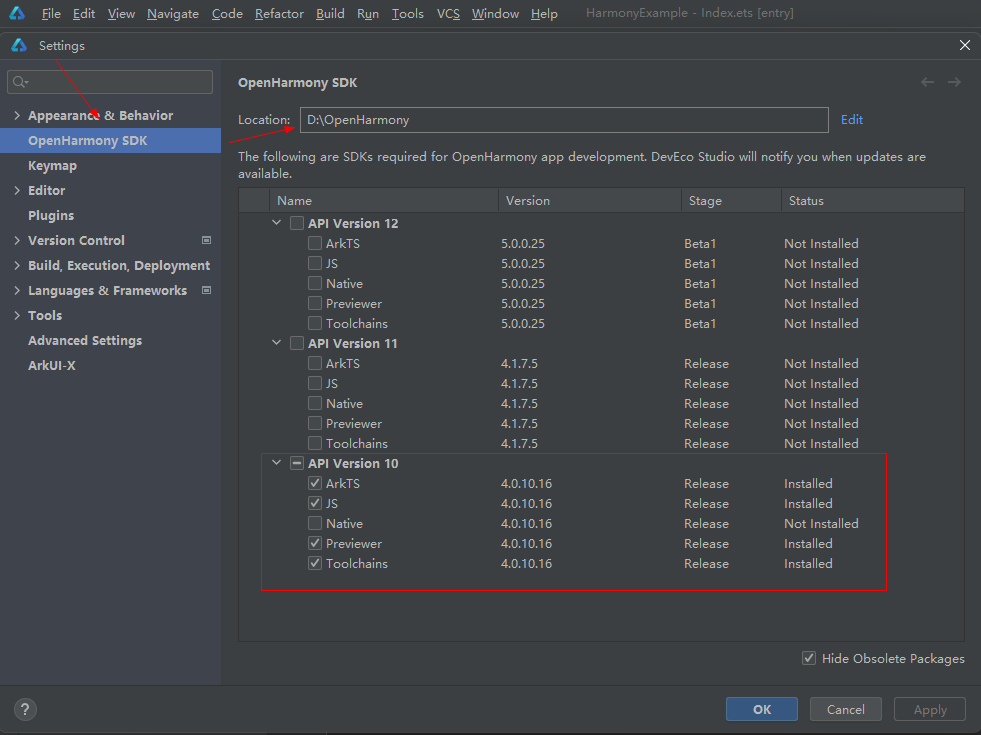 File Edit View Navigate Code Refactor Build Run Tools VCS Window Help HarmonyExample - Index.ets [entry]
Settings
Appearance & Behavior
OpenHarmony SDK
Keymap
Editor
Plugins
Version Control
Build, Execution, Deployment
Languages & Frameworks
Tools
Advanced Settings
ArkUI-X
OpenHarmony SDK
Location: D:\OpenHarmony Edit
The following are SDKs required for OpenHarmony app development. DevEco Studio will notify you when updates are
available.
Name Version Stage Status
API Version 12
ArkTS 5.0.0.25 Beta1 Not Installed
JS 5.0.0.25 Beta1 Not Installed
Native 5.0.0.25 Beta1 Not Installed
Previewer 5.0.0.25 Beta1 Not Installed
Toolchains 5.0.0.25 Beta1 Not Installed
API Version 11
ArkTS 4.1.7.5 Release Not Installed
JS 4.1.7.5 Release Not Installed
Native 4.1.7.5 Release Not Installed
Previewer 4.1.7.5 Release Not Installed
Toolchains 4.1.7.5 Release Not Installed
API Version 10
ArkTS 4.0.10.16 Release Installed
JS 4.0.10.16 Release Installed
Native 4.0.10.16 Release Not Installed
Previewer 4.0.10.16 Release Installed
Toolchains 4.0.10.16 Release Installed
Hide Obsolete Packages
? OK Cancel Apply